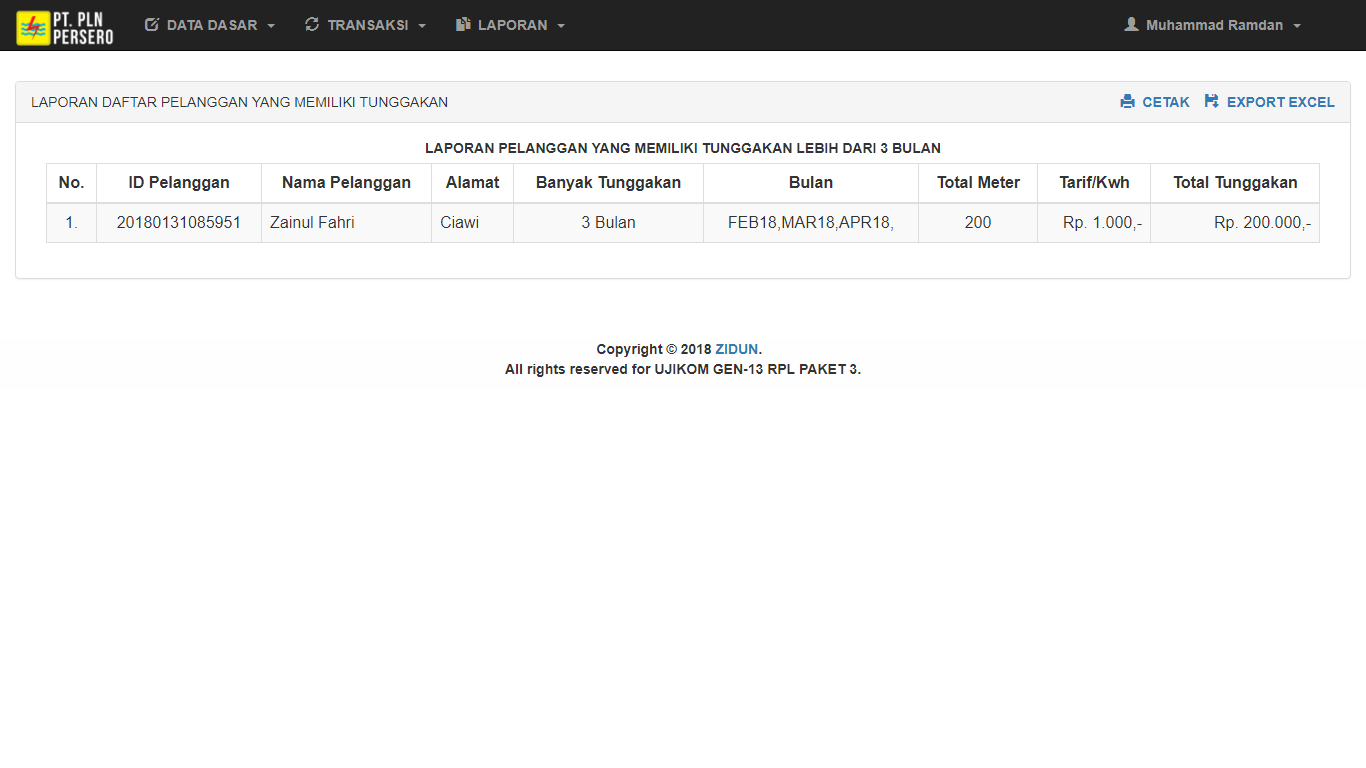 PT. PLN
PERSERO
DATA DASAR
TRANSAKSI
LAPORAN
Muhammad Ramdan
LAPORAN DAFTAR PELANGGAN YANG MEMILIKI TUNGGAKAN
CETAK
EXPORT EXCEL
LAPORAN PELANGGAN YANG MEMILIKI TUNGGAKAN LEBIH DARI 3 BULAN
No. ID Pelanggan Nama Pelanggan Alamat Banyak Tunggakan Bulan Total Meter Tarif/Kwh Total Tunggakan
1. 20180131085951 Zainul Fahri Ciawi 3 Bulan FEB18,MAR18,APR18, 200 Rp. 1.000,- Rp. 200.000,-
Copyright © 2018 ZIDUN.
All rights reserved for UJIKOM GEN-13 RPL PAKET 3.